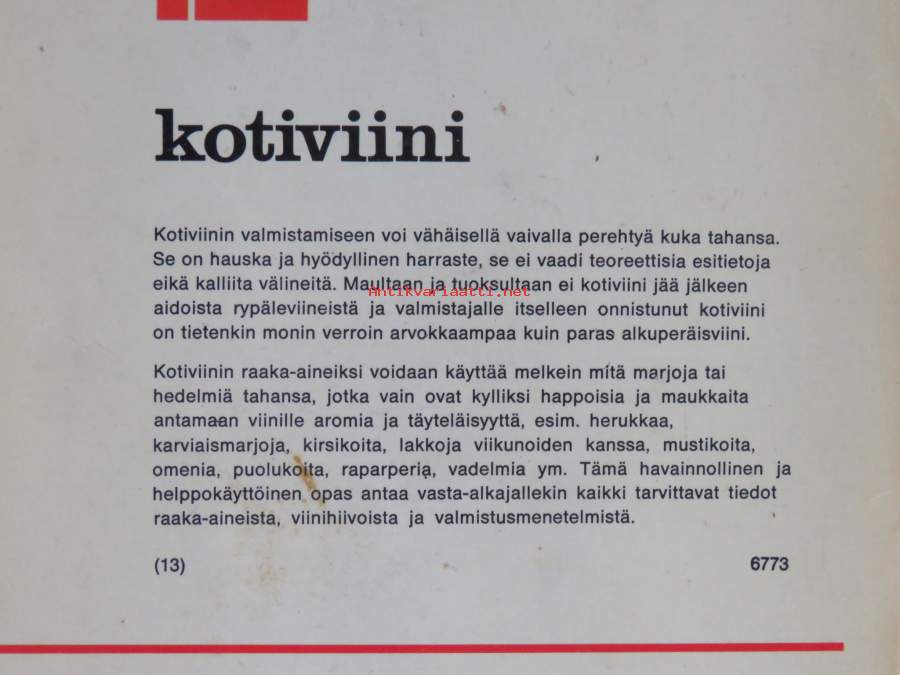 kotiviini
Kotiviinin valmistamiseen voi vähäisellä vaivalla perehtyä kuka tahansa.
Se on hauska ja hyödyllinen harraste, se ei vaadi teoreettisia esitietoja
eikä kalliita välineitä. Maultaan ja tuoksultaan ei kotiviini jää jälkeen
Antikvariaatti.net
aidoista rypäleviineistä ja valmistajalle itselleen onnistunut kotiviini
on tietenkin monin verroin arvokkaampaa kuin paras alkuperäisviini.
Kotiviinin raaka-aineiksi voidaan käyttää melkein mitä marjoja tai
hedelmiä tahansa, jotka vain ovat kylliksi happoisia ja maukkaita
antamaan viinille aromia ja täyteläisyyttä, esim. herukkaa,
karviaismarjoja, kirsikoita, lakkoja viikunoiden kanssa, mustikoita,
omenia, puolukoita, raparperia, vadelmia ym. Tämä havainnollinen ja
helppokäyttöinen opas antaa vasta-alkajallekin kaikki tarvittavat tiedot
raaka-aineista, viinihiivoista ja valmistusmenetelmistä.
(13) 6773